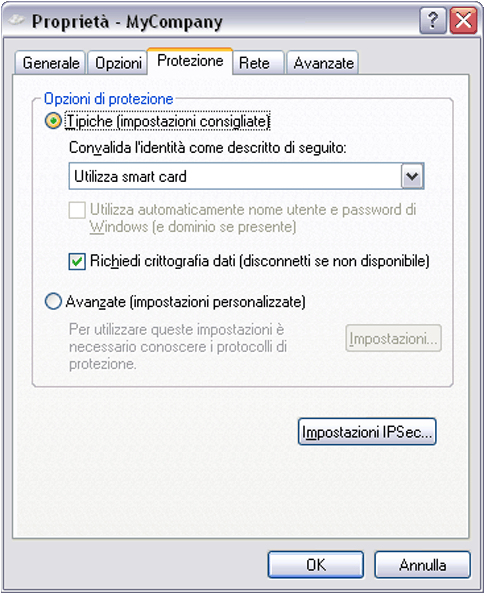 Proprietà - MyCompany
Generale Opzioni Protezione Rete Avanzate
Opzioni di protezione
Tipiche (impostazioni consigliate)
Convalida l'identità come descritto di seguito:
Utilizza smart card
Utilizza automaticamente nome utente e password di
Windows (e dominio se presente)
Richiedi crittografia dati (disconnetti se non disponibile)
Avanzate (impostazioni personalizzate)
Per utilizzare queste impostazioni è
necessario conoscere i protocolli di
protezione.
Impostazioni...
Impostazioni IPSec...
OK Annulla